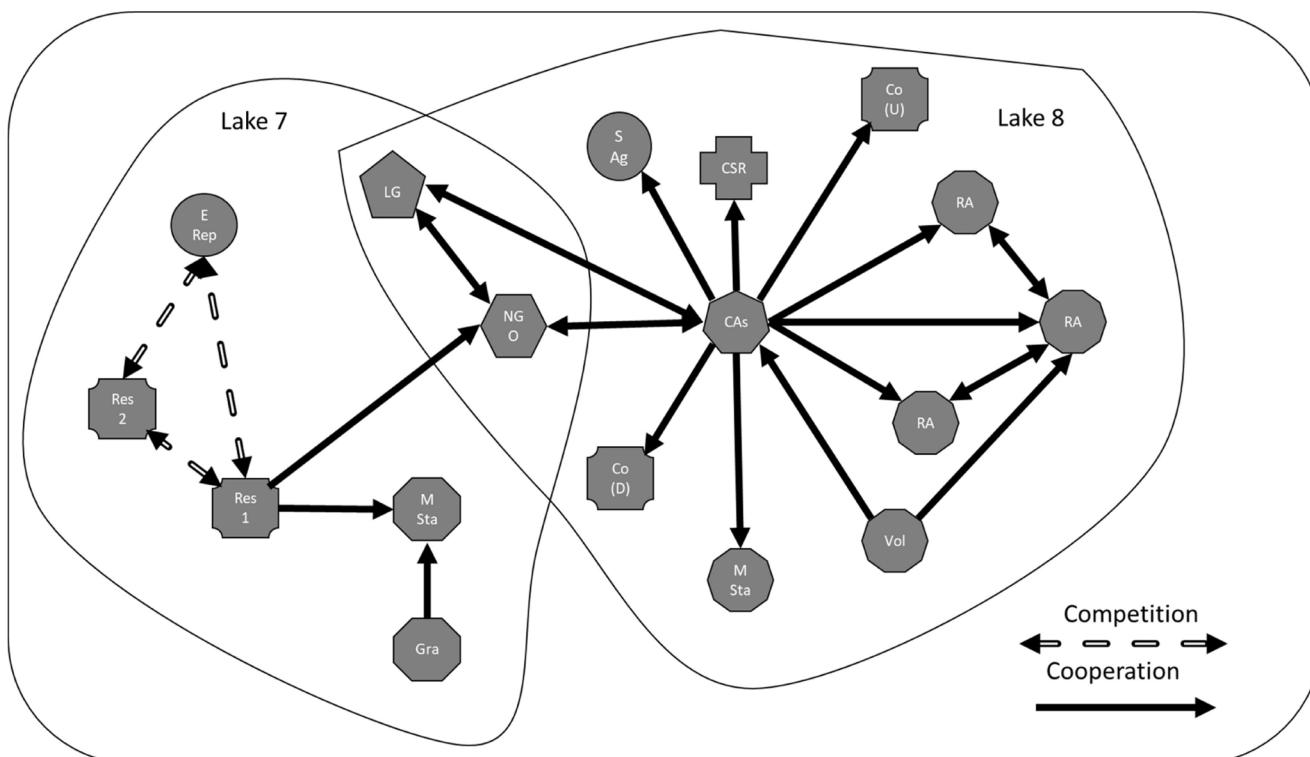 Lake 7
Lake 8
Co
(U)
S
Ag
CSR
LG
RA
E
Rep
NG
O
CAs
RA
Res
2
RA
Co
(D)
Res
1
M
Sta
Vol
M
Sta
Gra
Competition
Cooperation